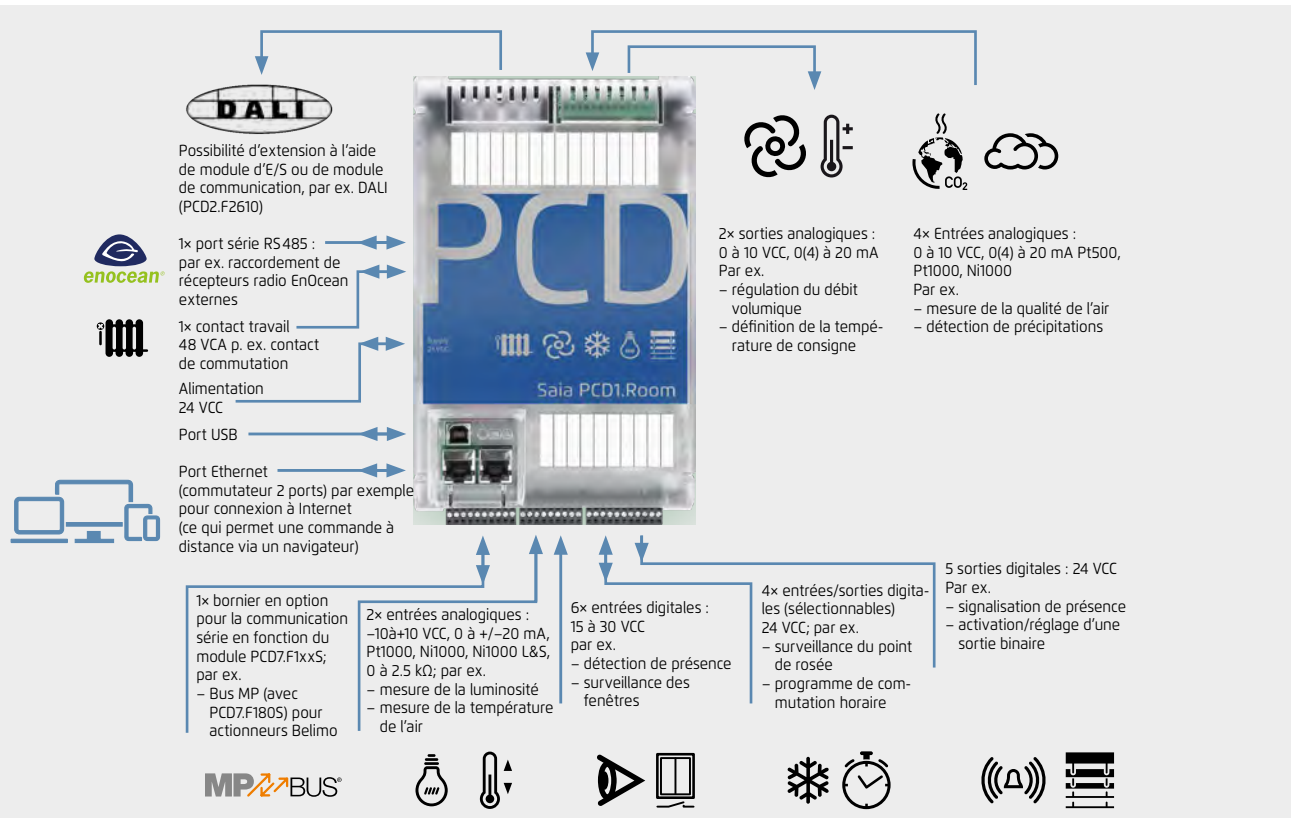 DALI
Possibilité d'extension à l'aide
de module d'E/S ou de module
de communication, par ex. DALI
(PCD2.F2610)
enocean®
1× port série RS 485 :
par ex. raccordement de
récepteurs radio EnOcean
externes
1× contact travail
48 VCA p. ex. contact
de commutation
Alimentation
24 VCC
Port USB
Port Ethernet
(commutateur 2 ports) par exemple
pour connexion à Internet
(ce qui permet une commande à
distance via un navigateur)
PCD
Saia PCD1.Room
CO2
2× sorties analogiques :
0 à 10 VCC, 0(4) à 20 mA
Par ex.
– régulation du débit
volumique
– définition de la tempé-
rature de consigne
4× Entrées analogiques :
0 à 10 VCC, 0(4) à 20 mA Pt500,
Pt1000, Ni1000
Par ex.
– mesure de la qualité de l'air
– détection de précipitations
1× bornier en option
pour la communication
série en fonction du
module PCD7.F1xxS;
par ex.
– Bus MP (avec
PCD7.F180S) pour
actionneurs Belimo
2× entrées analogiques :
–10à+10 VCC, 0 à +/–20 mA,
Pt1000, Ni1000, Ni1000 L&S,
0 à 2.5 kΩ; par ex.
– mesure de la luminosité
– mesure de la température
de l'air
6× entrées digitales :
15 à 30 VCC
par ex.
– détection de présence
– surveillance des
fenêtres
4× entrées/sorties digita-
les (sélectionnables)
24 VCC; par ex.
– surveillance du point
de rosée
– programme de com-
mutation horaire
5 sorties digitales : 24 VCC
Par ex.
– signalisation de présence
– activation/réglage d'une
sortie binaire
MP BUS®